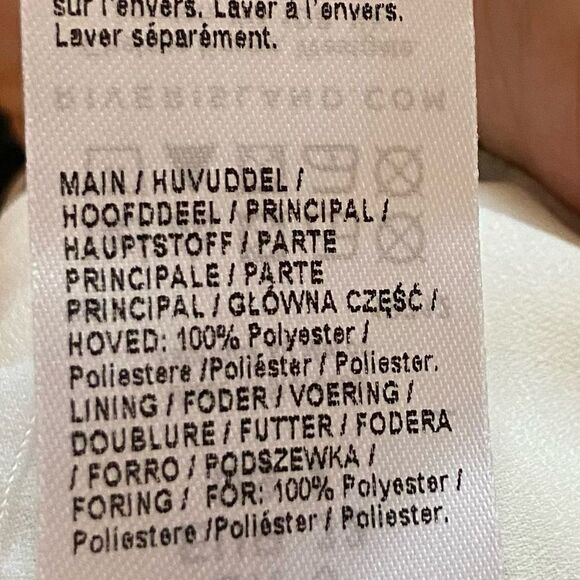 sur l'envers. Laver à l'envers.
Laver séparément.
RIVERISLAND.COM
MAIN / HUVUDDEL /
HOOFDDEEL / PRINCIPAL /
HAUPTSTOFF / PARTE
PRINCIPALE / PARTE
PRINCIPAL / GŁÓWNA CZĘŚĆ /
HOVED: 100% Polyester /
Poliestere /Poliéster / Poliester.
LINING / FODER / VOERING /
DOUBLURE / FUTTER / FODERA
/ FORRO / PODSZEWKA /
FORING / FÓR: 100% Polyester /
Poliestere /Poliéster / Poliester.